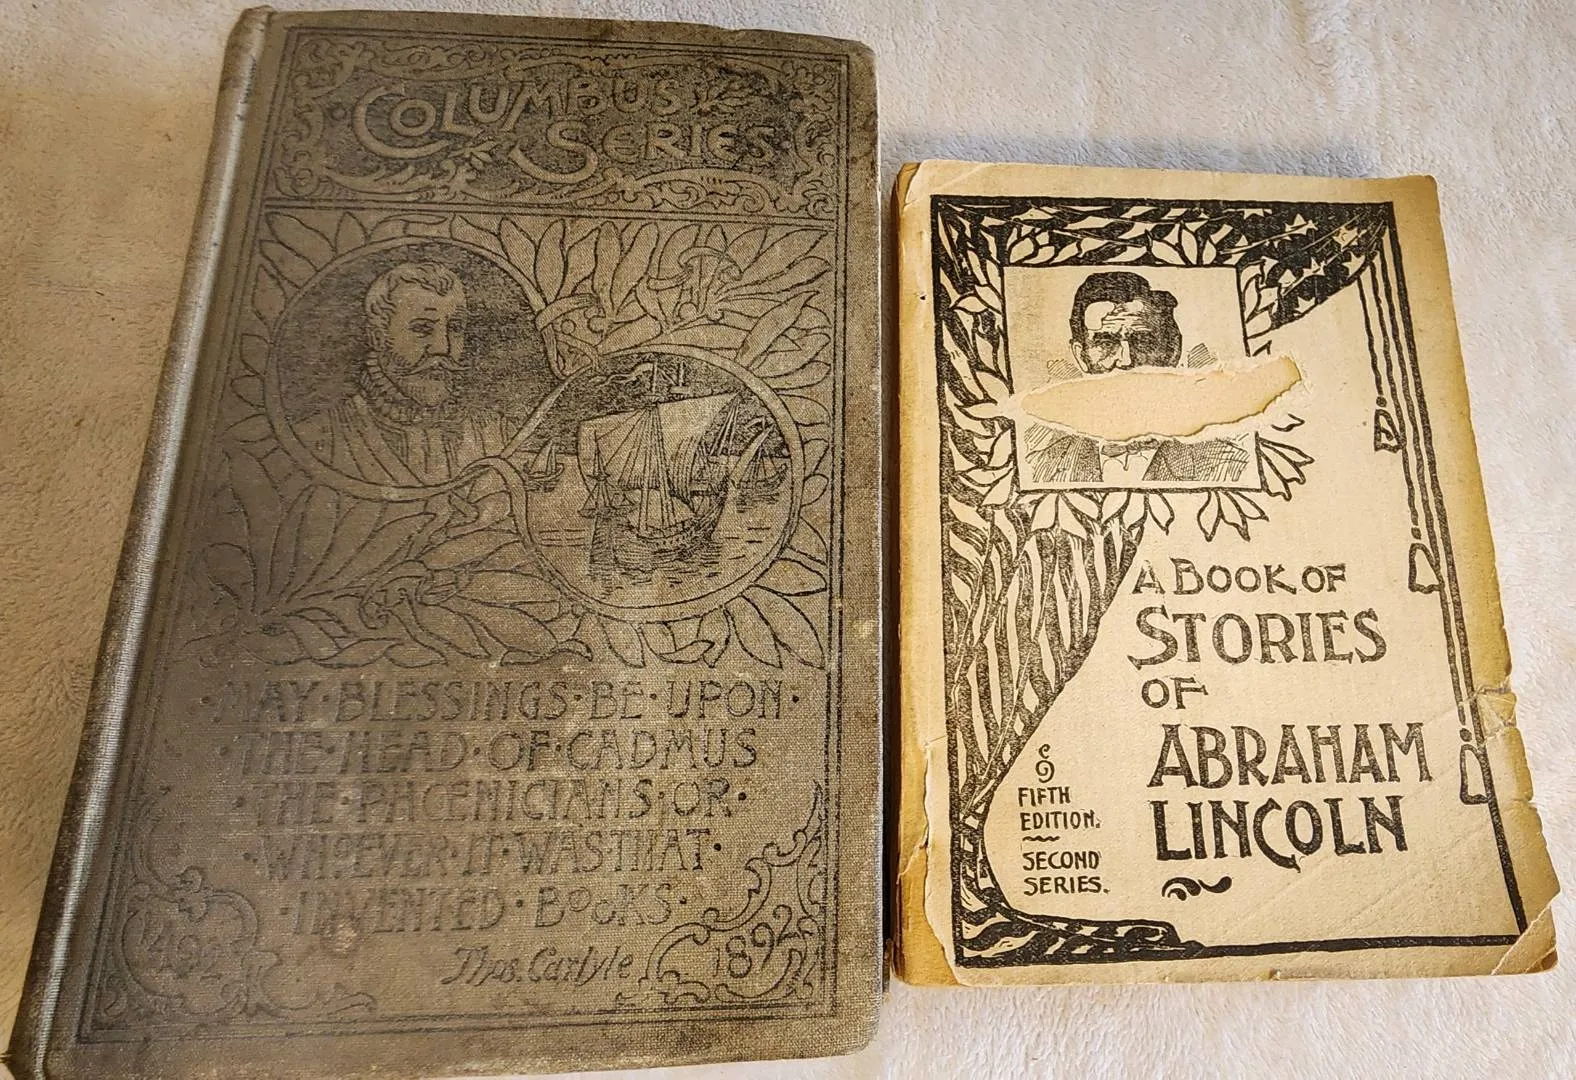 COLUMBUS
SERIES
·MAY·BLESSINGS·BE·UPON·
·THE·HEAD·OF·CADMUS
·THE·PHŒNICIANS·OR·
·WHOEVER·IT·WAS·THAT·
·INVENTED·BOOKS·
Thos. Carlyle
1492
1892
A BOOK OF
STORIES
OF
ABRAHAM
LINCOLN
FIFTH
EDITION.
SECOND
SERIES.